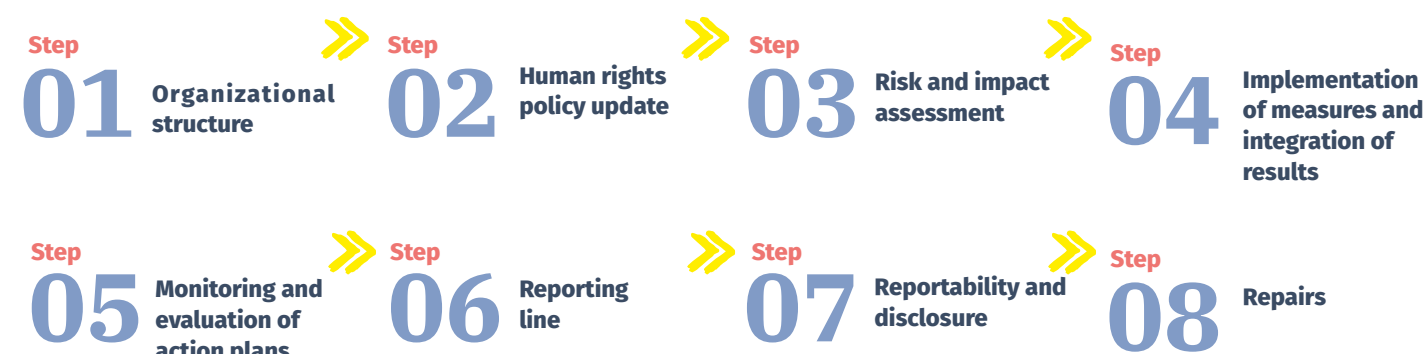 Step
01
Organizational
structure
Step
02
Human rights
policy update
Step
03
Risk and impact
assessment
Step
04
Implementation
of measures and
integration of
results
Step
05
Monitoring and
evaluation of
action plans
Step
06
Reporting
line
Step
07
Reportability and
disclosure
Step
08
Repairs